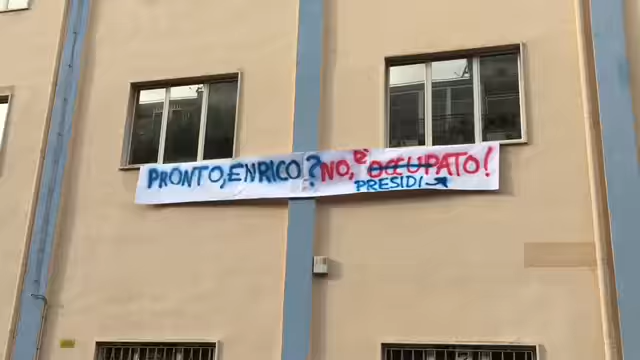 PRONTO, ENRICO? NO, È OCCUPATO!
PRESIDI